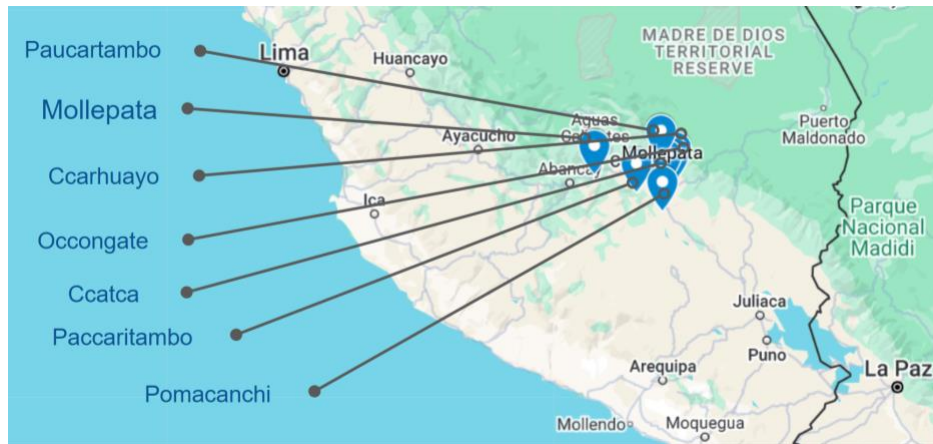 Paucartambo
Mollepata
Ccarhuayo
Occongate
Ccatca
Paccaritambo
Pomacanchi
Lima
Huancayo
MADRE DE DIOS
TERRITORIAL
RESERVE
Puerto
Maldonado
Ayacucho
Aguas
Mollepata
Abancay
Ica
Parque
Nacional
Madidi
Juliaca
Puno
La Paz
Arequipa
Mollendo
Moquegua